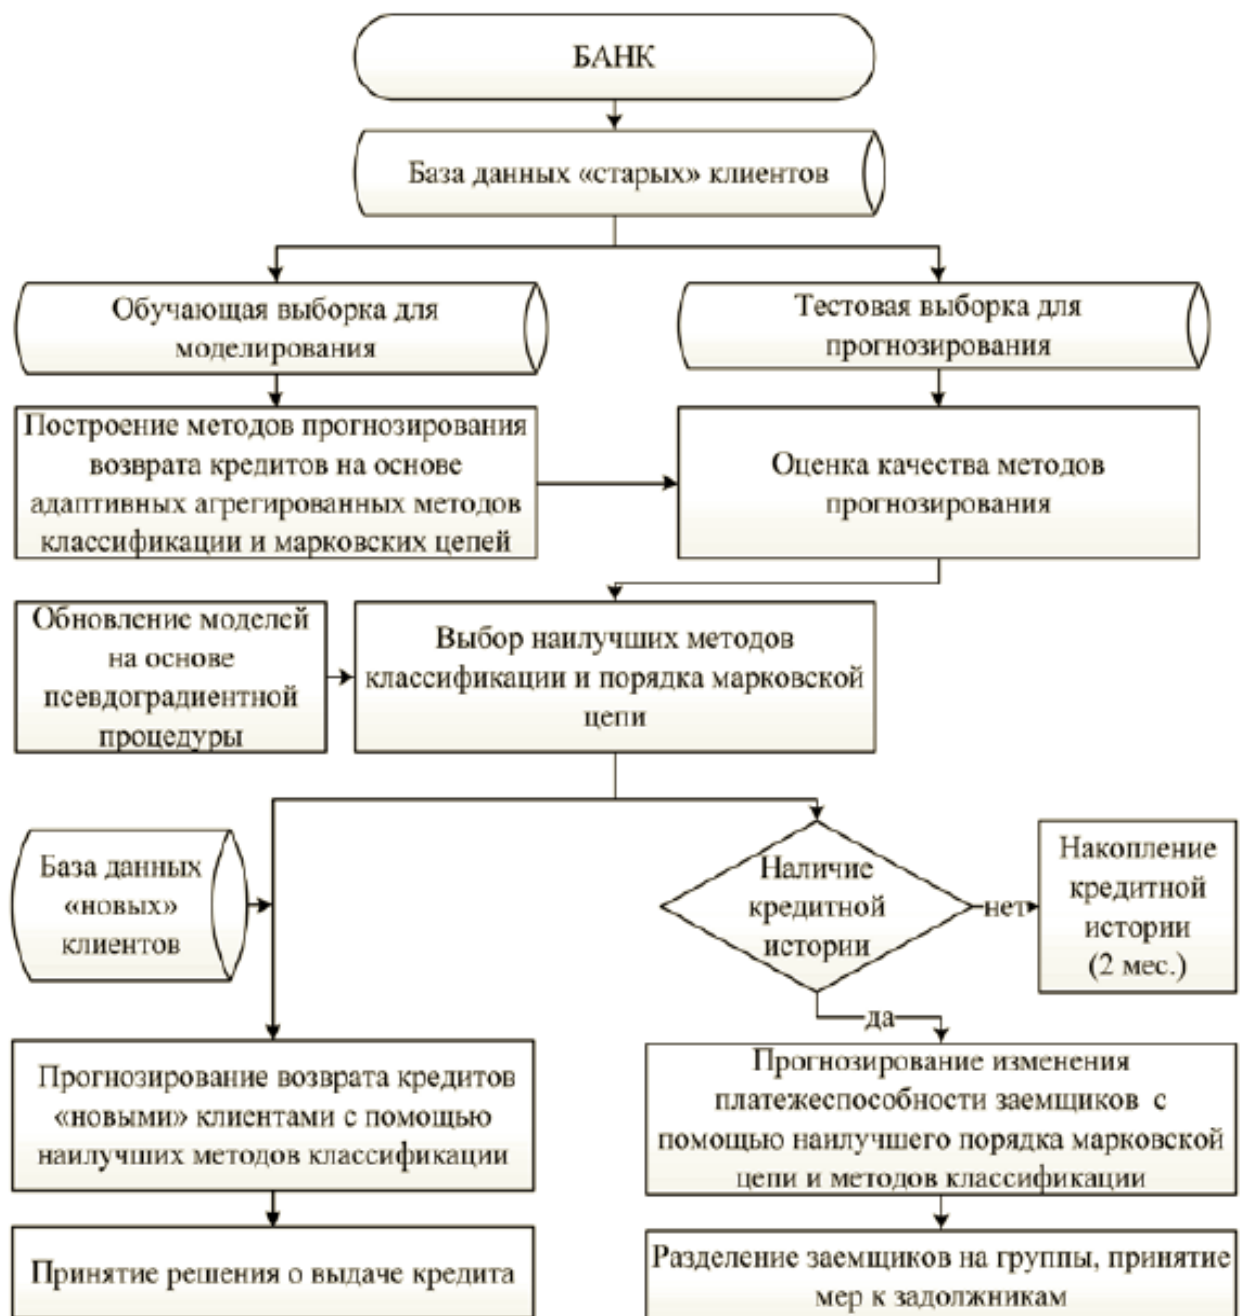 БАНК
База данных «старых» клиентов
Обучающая выборка для
моделирования
Тестовая выборка для
прогнозирования
Построение методов прогнозирования
возврата кредитов на основе
адаптивных агрегированных методов
классификации и марковских цепей
Оценка качества методов
прогнозирования
Обновление моделей
на основе
псевдоградиентной
процедуры
Выбор наилучших методов
классификации и порядка марковской
цепи
База данных
«новых»
клиентов
Наличие
кредитной
истории
нет
Накопление
кредитной
истории
(2 мес.)
да
Прогнозирование возврата кредитов
«новыми» клиентами с помощью
наилучших методов классификации
Прогнозирование изменения
платежеспособности заемщиков с
помощью наилучшего порядка марковской
цепи и методов классификации
Принятие решения о выдаче кредита
Разделение заемщиков на группы, принятие
мер к задолжникам